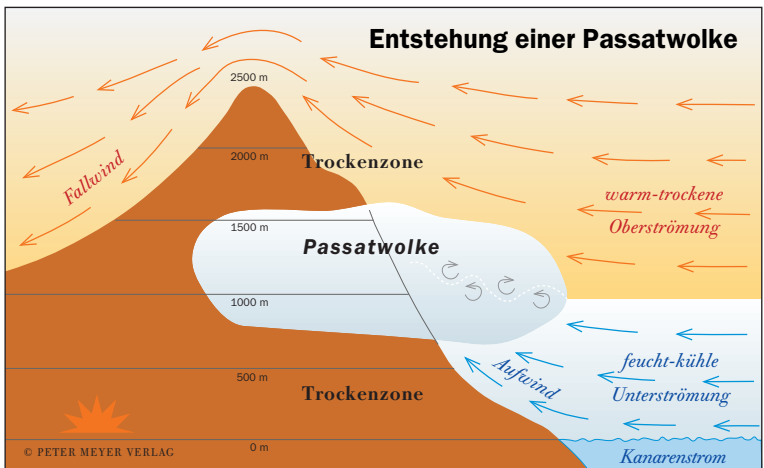 Entstehung einer Passatwolke
2500 m
2000 m
Trockenzone
Fallwind
warm-trockene
Oberströmung
1500 m
Passatwolke
1000 m
feucht-kühle
Unterströmung
Aufwind
500 m
Trockenzone
0 m
© PETER MEYER VERLAG
Kanarenstrom